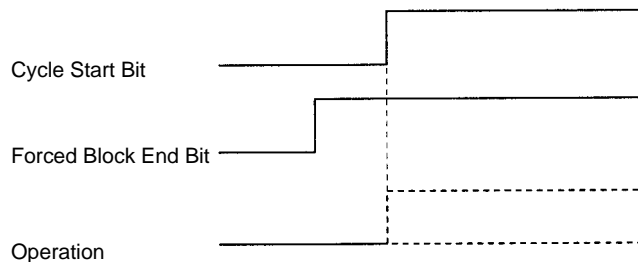 Cycle Start Bit
Forced Block End Bit
Operation